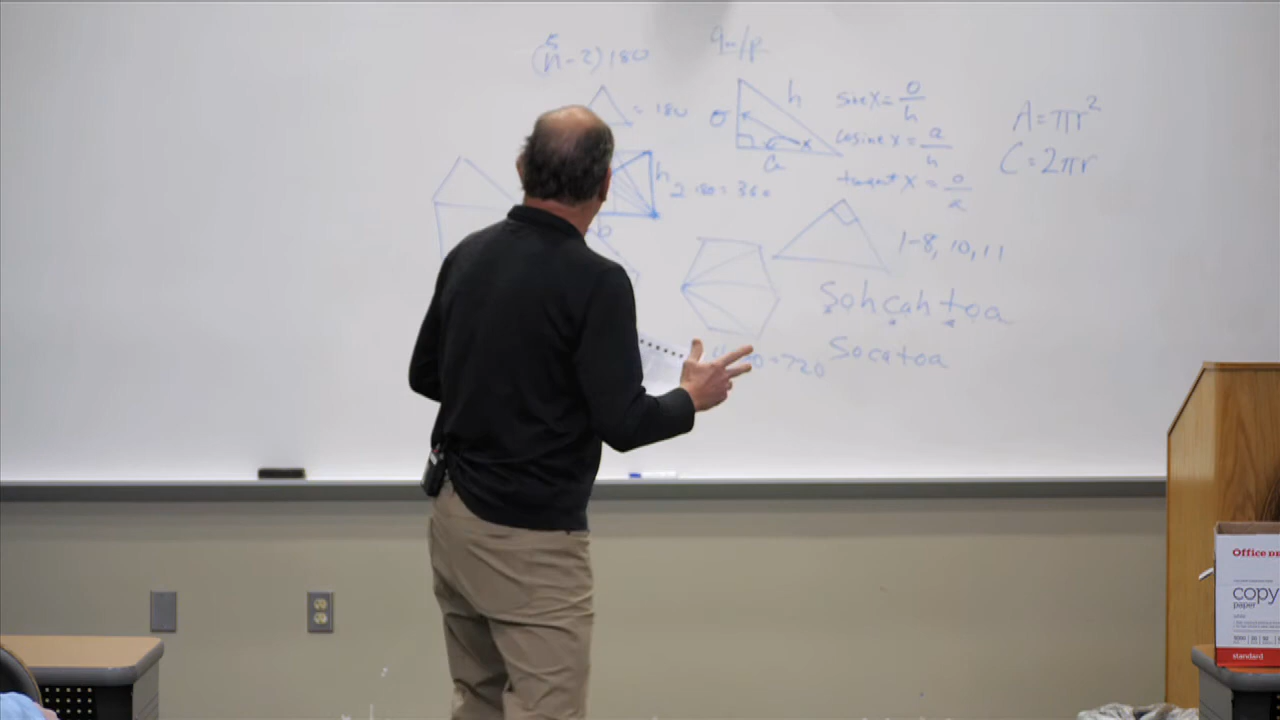 5
(n-2)180
= 180
h
2·180=360
b
h
o
x
a
sine x = o/h
cosine x = a/h
tangent x = o/a
A=πr²
C=2πr
1-8, 10, 11
Sohcahtoa
Socatoa
=720
Office
copy
paper
standard